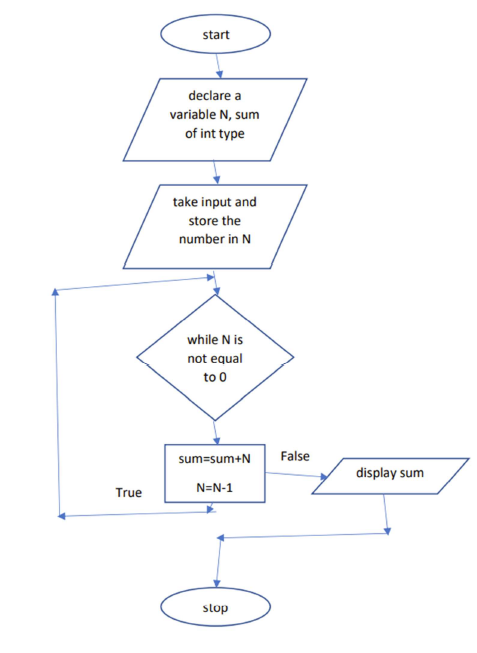 start
declare a
variable N, sum
of int type
take input and
store the
number in N
while N is
not equal
to 0
sum=sum+N
N=N-1
False
display sum
True
stop